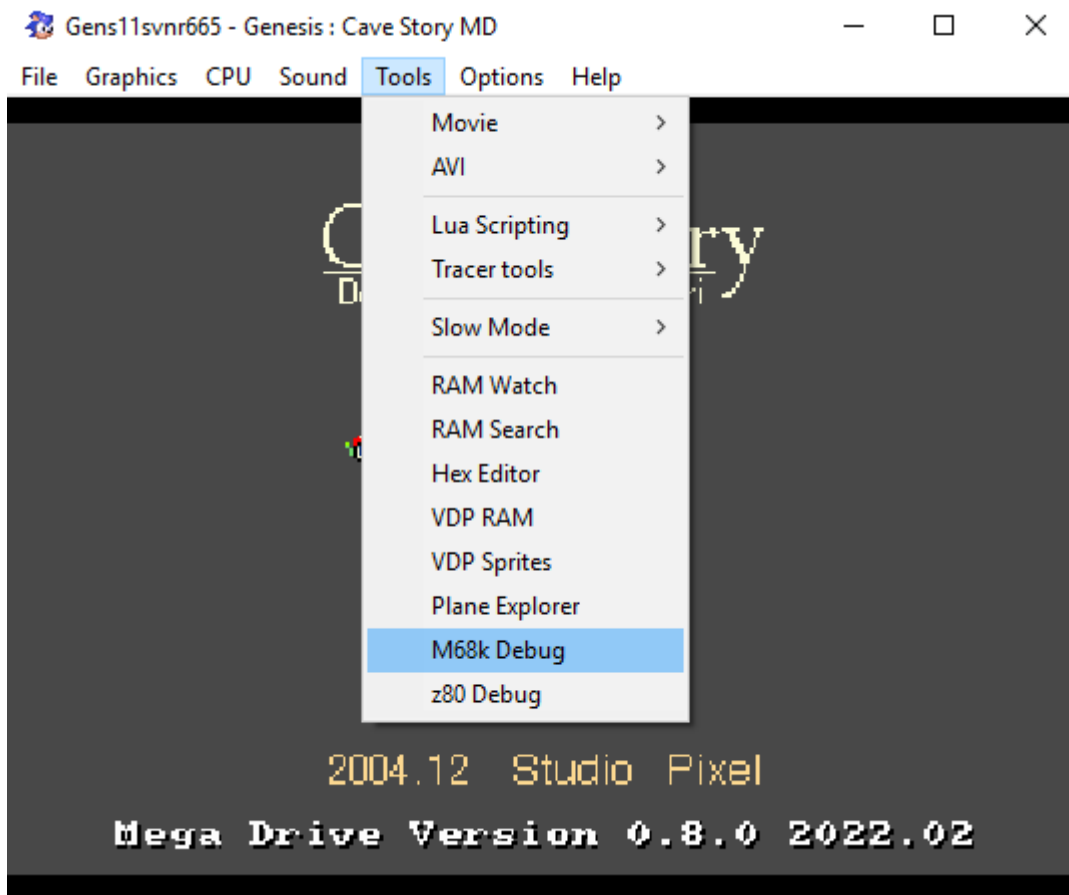 Gens11svnr665 - Genesis : Cave Story MD
File Graphics CPU Sound Tools Options Help
Movie
AVI
Lua Scripting
Tracer tools
Slow Mode
RAM Watch
RAM Search
Hex Editor
VDP RAM
VDP Sprites
Plane Explorer
M68k Debug
z80 Debug
2004.12 Studio Pixel
Mega Drive Version 0.8.0 2022.02